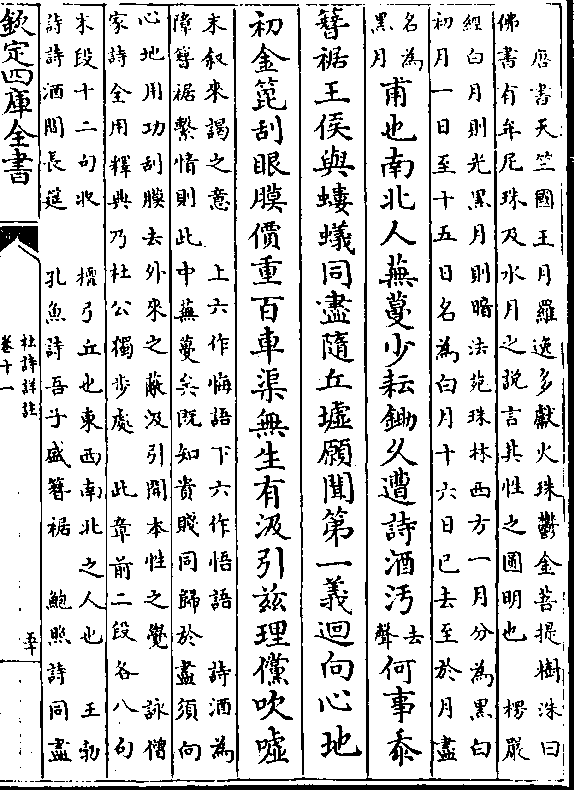 唐書天竺國王月羅逸多獻火珠鬱金菩提樹洙曰
佛書有牟尼珠及水月之説言其性之圓明也　楞嚴
經白月則光黑月則暗法苑珠林西方一月分為黑白
初月一日至十五日名為白月十六日已去至於月盡
名為黑月甫也南北人蕪蔓少耘鋤久遭詩酒汚去聲何事忝
簪裾王侯與螻蟻同盡隨丘墟願聞第一義迴向心地
初金箆刮眼膜價重百車渠無生有汲引兹理儻吹噓
末叙來謁之意　上六作悔語下六作悟語　詩酒為
障簪裾繫情則此中蕪蔓矣既知貴賤同歸於盡須向
心地用功刮膜去外來之蔽汲引開本性之覺　詠僧
家詩全用釋典乃杜公獨步處　此章前二段各八句
末段十二句收　檀弓丘也東西南北之人也　王勃
詩詩酒間長筵　孔魚詩吾子盛簪裾　鮑照詩同盡
欽定四庫全書
杜詩詳註
卷十一